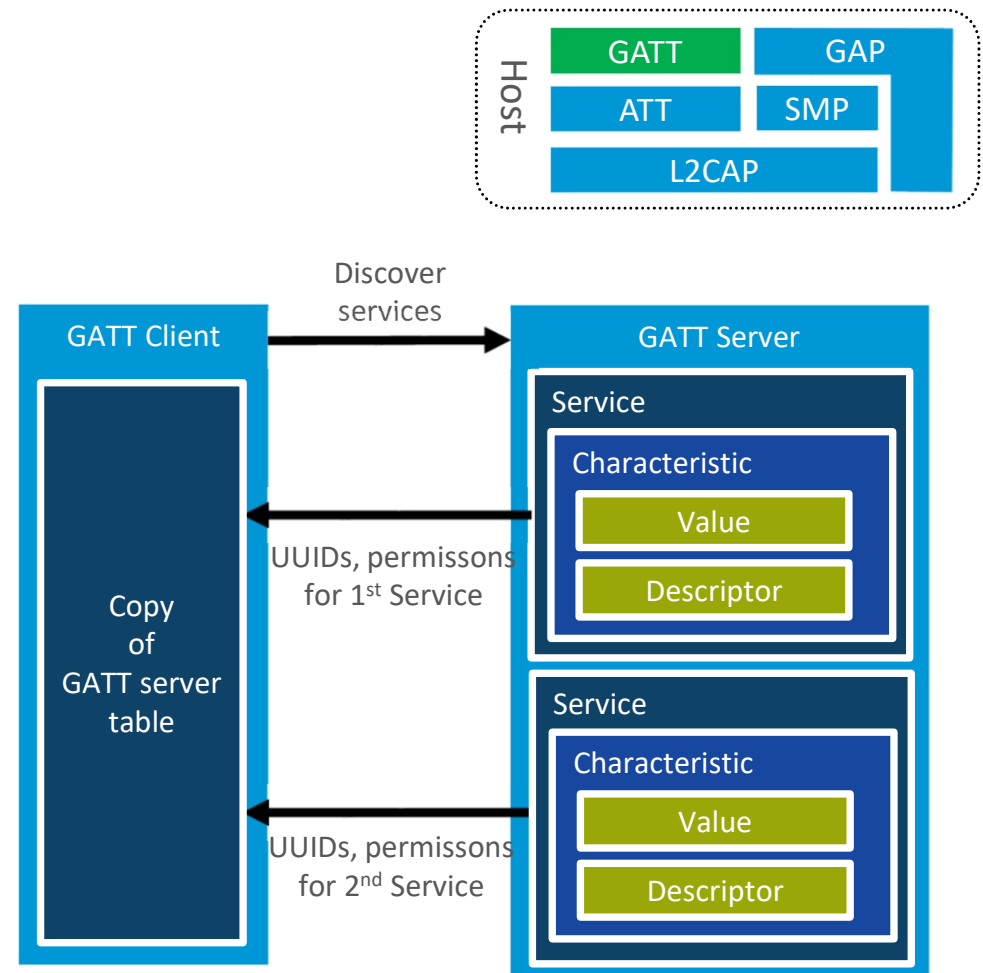 Host
GATT
GAP
ATT
SMP
L2CAP
Discover
services
GATT Client
GATT Server
Copy
of
GATT server
table
Service
Characteristic
Value
Descriptor
UUIDs, permissons
for 1st Service
Service
Characteristic
Value
Descriptor
UUIDs, permissons
for 2nd Service